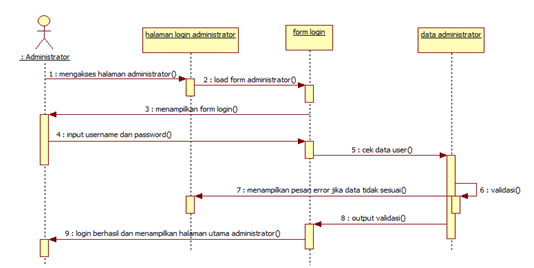 halaman login administrator
form login
data administrator
: Administrator
1 : mengakses halaman administrator()
2 : load form administrator()
3 : menampilkan form login()
4 : input username dan password()
5 : cek data user()
6 : validasi()
7 : menampilkan pesan error jika data tidak sesuai()
8 : output validasi()
9 : login berhasil dan menampilkan halaman utama administrator()